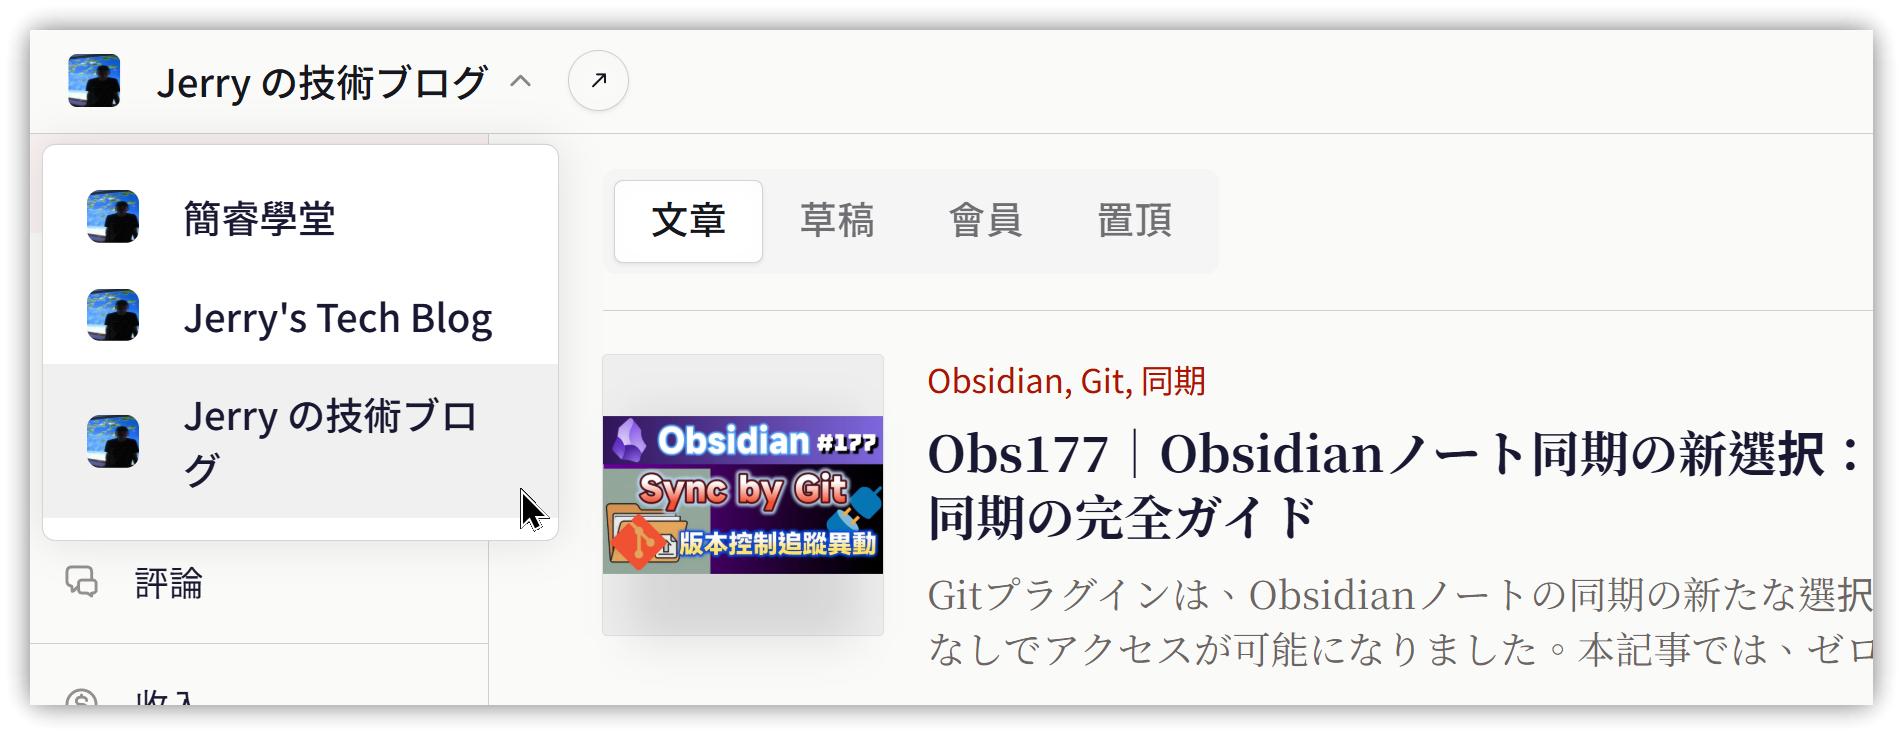 Jerry の技術ブログ
簡睿學堂
Jerry's Tech Blog
Jerry の技術ブロ
グ
評論
收入
文章 草稿 會員 置頂
Obsidian, Git, 同期
Obsidian #177
Sync by Git
版本控制追蹤異動
Obs177｜Obsidianノート同期の新選択：
同期の完全ガイド
Gitプラグインは、Obsidianノートの同期の新たな選択
なしでアクセスが可能になりました。本記事では、ゼロ